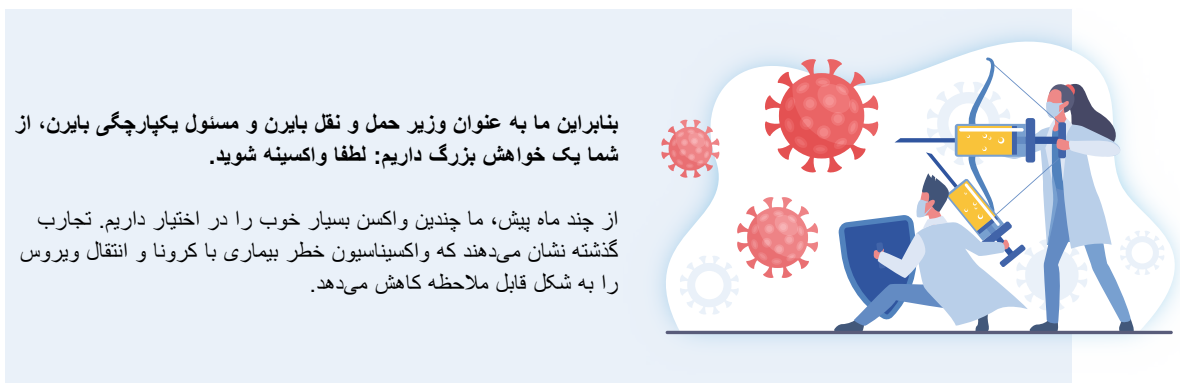 بنابراین ما به عنوان وزیر حمل و نقل بایرن و مسئول یکپارچگی بایرن، از
شما یک خواهش بزرگ داریم: لطفا واکسینه شوید.
از چند ماه پیش، ما چندین واکسن بسیار خوب را در اختیار داریم. تجارب
گذشته نشان می‌دهند که واکسیناسیون خطر بیماری با کرونا و انتقال ویروس
را به شکل قابل ملاحظه کاهش می‌دهد.